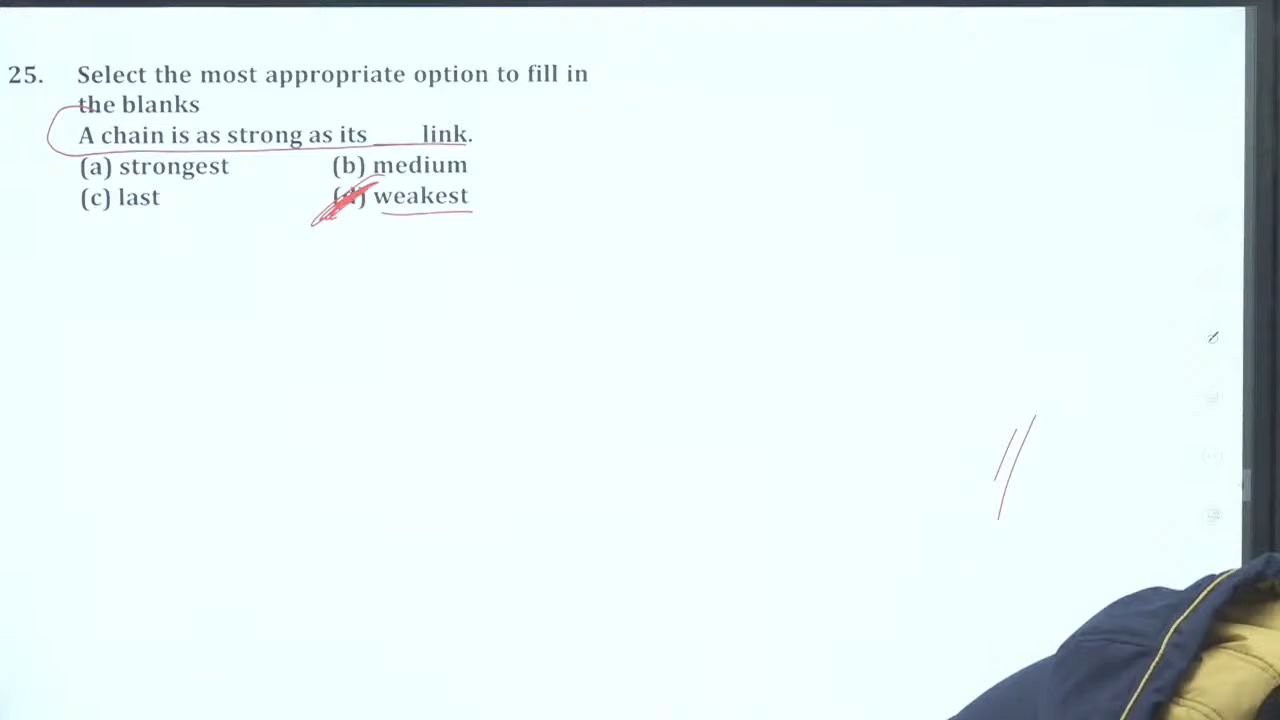 25. Select the most appropriate option to fill in
the blanks
A chain is as strong as its ____ link.
(a) strongest (b) medium
(c) last (d) weakest